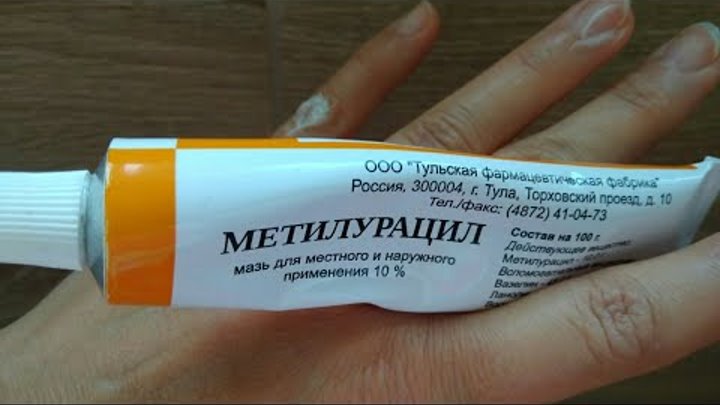 ООО "Тульская фармацевтическая фабрика"
Россия, 300004, г. Тула, Торховский проезд, д. 10
Тел./факс: (4872) 41-04-73
МЕТИЛУРАЦИЛ
мазь для местного и наружного
применения 10 %
Состав на 100 г.
Действующее вещество:
Метилурацил